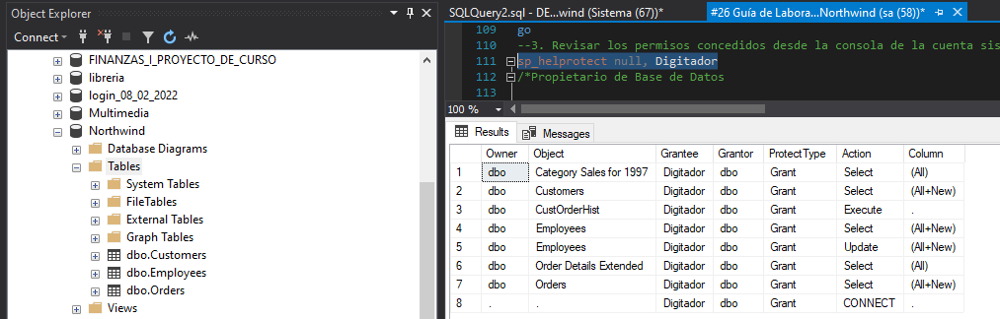 Object Explorer
Connect
FINANZAS_I_PROYECTO_DE_CURSO
libreria
login_08_02_2022
Multimedia
Northwind
Database Diagrams
Tables
System Tables
FileTables
External Tables
Graph Tables
dbo.Customers
dbo.Employees
dbo.Orders
Views
SQLQuery2.sql - DE...wind (Sistema (67))*
#26 Guía de Labora...Northwind (sa (58))*
109 go
110 --3. Revisar los permisos concedidos desde la consola de la cuenta sis
111 sp_helprotect null, Digitador
112 /*Propietario de Base de Datos
113
100 %
Results Messages
Owner Object Grantee Grantor ProtectType Action Column
1 dbo Category Sales for 1997 Digitador dbo Grant Select (All)
2 dbo Customers Digitador dbo Grant Select (All+New)
3 dbo CustOrderHist Digitador dbo Grant Execute .
4 dbo Employees Digitador dbo Grant Select (All+New)
5 dbo Employees Digitador dbo Grant Update (All+New)
6 dbo Order Details Extended Digitador dbo Grant Select (All)
7 dbo Orders Digitador dbo Grant Select (All+New)
8 . . Digitador dbo Grant CONNECT .